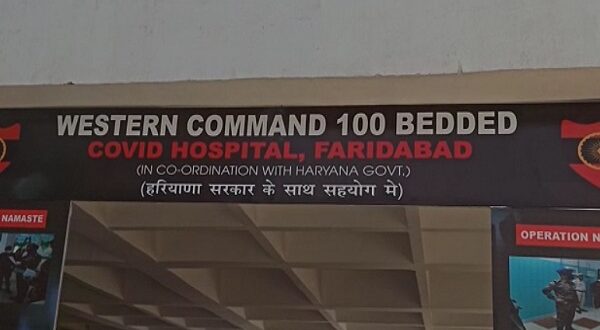 WESTERN COMMAND 100 BEDDED
COVID HOSPITAL, FARIDABAD
(IN CO-ORDINATION WITH HARYANA GOVT.)
(हरियाणा सरकार के साथ सहयोग मे)
NAMASTE
OPERATION N